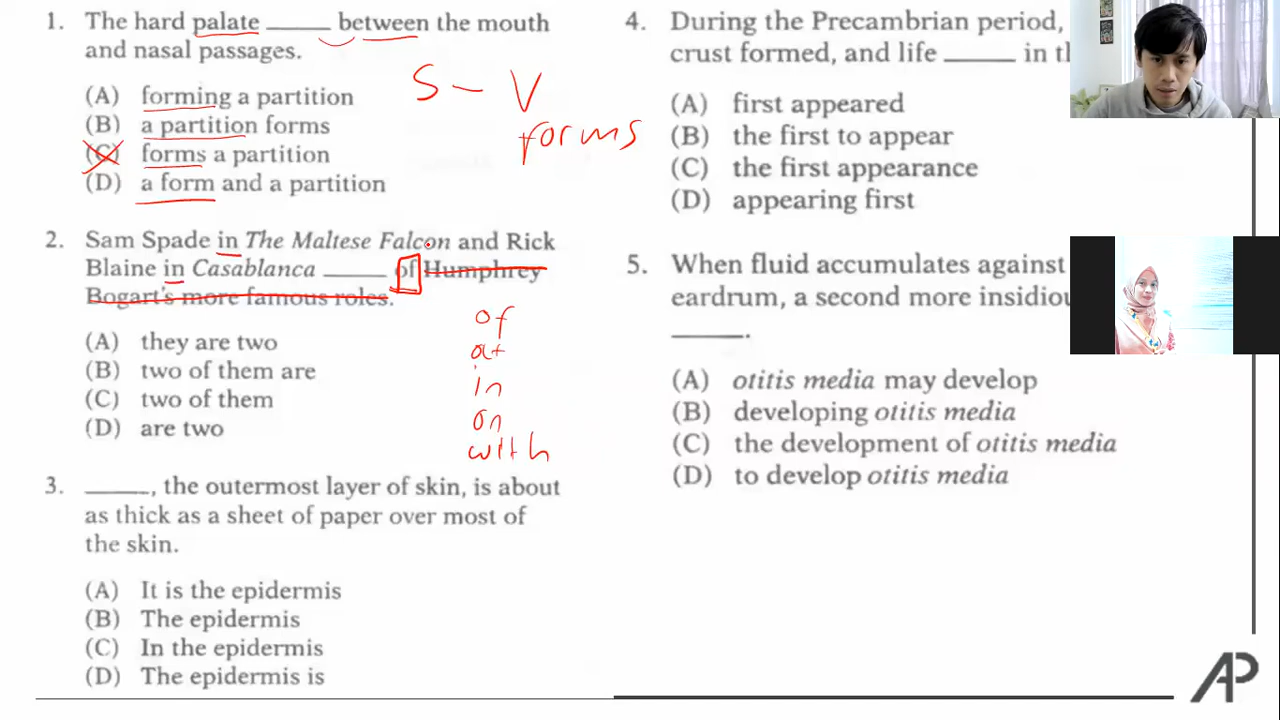 1. The hard palate _____ between the mouth
and nasal passages.
(A) forming a partition
(B) a partition forms
(C) forms a partition
(D) a form and a partition
S – V
forms
2. Sam Spade in The Maltese Falcon and Rick
Blaine in Casablanca _____ of Humphrey
Bogart's more famous roles.
(A) they are two
(B) two of them are
(C) two of them
(D) are two
of
at
in
on
with
3. _____, the outermost layer of skin, is about
as thick as a sheet of paper over most of
the skin.
(A) It is the epidermis
(B) The epidermis
(C) In the epidermis
(D) The epidermis is
4. During the Precambrian period,
crust formed, and life _____ in
(A) first appeared
(B) the first to appear
(C) the first appearance
(D) appearing first
5. When fluid accumulates against
eardrum, a second more
_____.
(A) otitis media may develop
(B) developing otitis media
(C) the development of otitis media
(D) to develop otitis media
AP